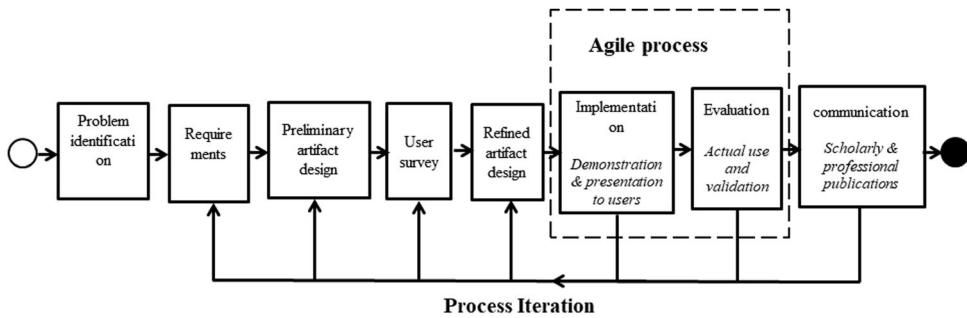 Agile process
Problem
identificati
on
Require
ments
Preliminary
artifact
design
User
survey
Refined
artifact
design
Implementati
on
Demonstration
& presentation
to users
Evaluation
Actual use
and
validation
communication
Scholarly &
professional
publications
Process Iteration